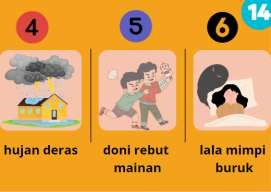 14
4
5
6
hujan deras
doni rebut
mainan
lala mimpi
buruk